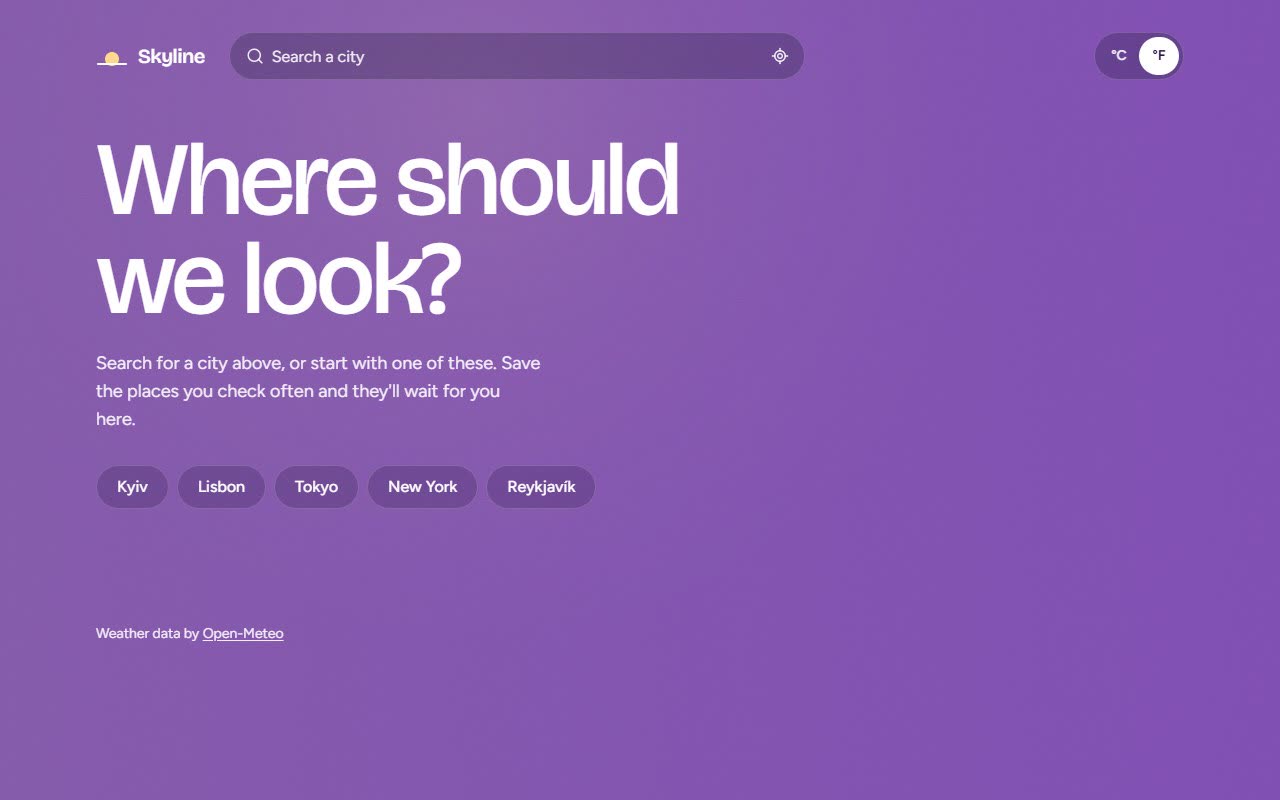 Skyline
Search a city
°C
°F
Where should
we look?
Search for a city above, or start with one of these. Save
the places you check often and they'll wait for you
here.
Kyiv
Lisbon
Tokyo
New York
Reykjavík
Weather data by Open-Meteo